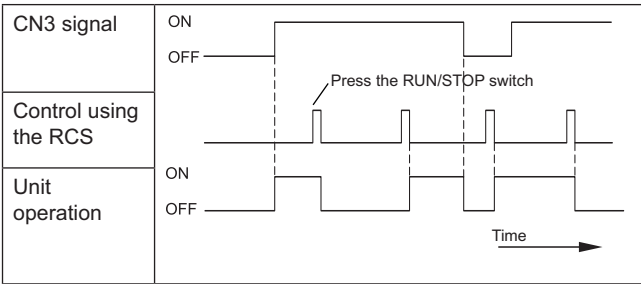 CN3 signal
ON
OFF
Press the RUN/STOP switch
Control using
the RCS
Unit
operation
ON
OFF
Time